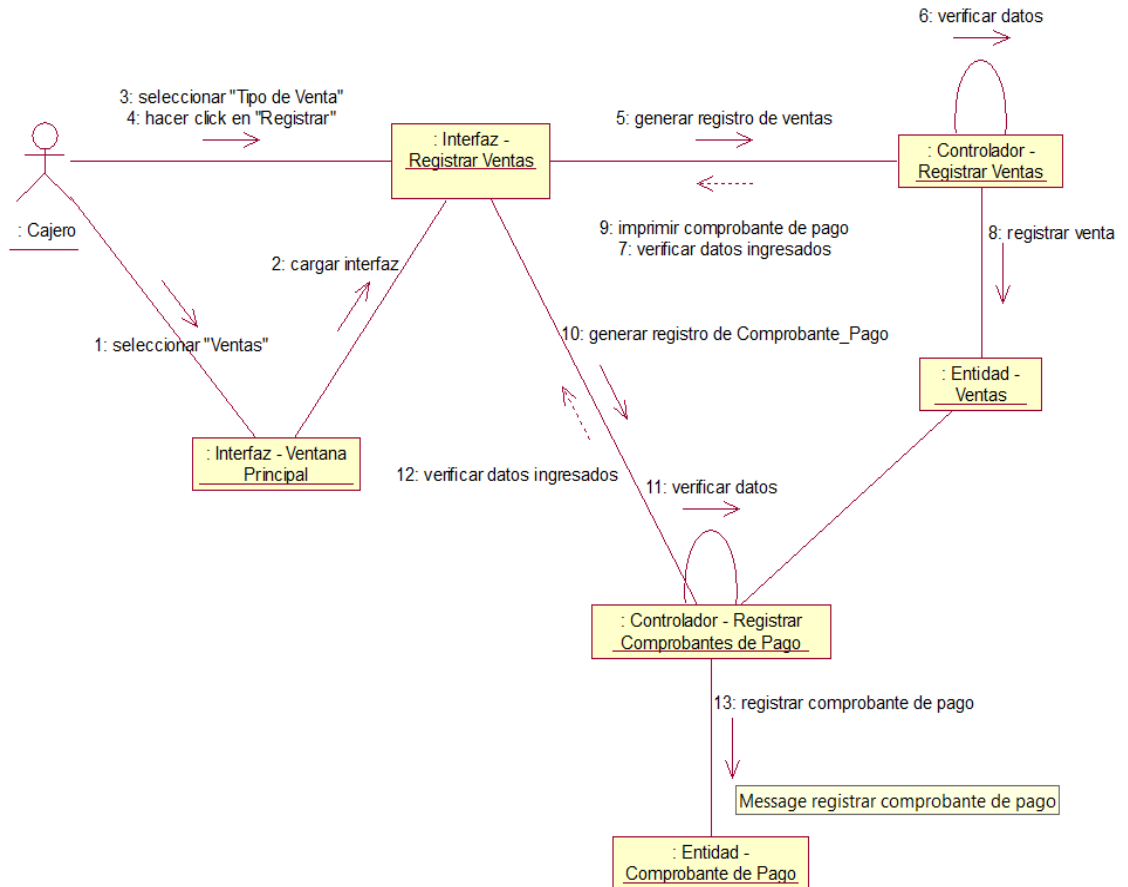 6: verificar datos
3: seleccionar "Tipo de Venta"
4: hacer click en "Registrar"
5: generar registro de ventas
: Interfaz -
Registrar Ventas
: Controlador -
Registrar Ventas
: Cajero
9: imprimir comprobante de pago
7: verificar datos ingresados
8: registrar venta
2: cargar interfaz
1: seleccionar "Ventas"
10: generar registro de Comprobante_Pago
: Entidad -
Ventas
: Interfaz - Ventana
Principal
12: verificar datos ingresados
11: verificar datos
: Controlador - Registrar
Comprobantes de Pago
13: registrar comprobante de pago
Message registrar comprobante de pago
: Entidad -
Comprobante de Pago